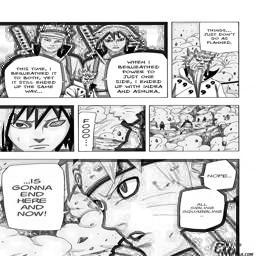 THINGS...
JUST DON'T
GO AS
PLANNED.
WHEN I
BEQUEATHED
POWER TO
JUST ONE
SIDE, I ENDED
UP WITH INDRA
AND ASHURA.
THIS TIME, I
BEQUEATHED IT
TO BOTH, YET
IT STILL ENDED
UP THE SAME
WAY...
NOPE...
ALL
SIBLING
SQUABBLING...
...IS
GONNA
END
HERE
AND
NOW!